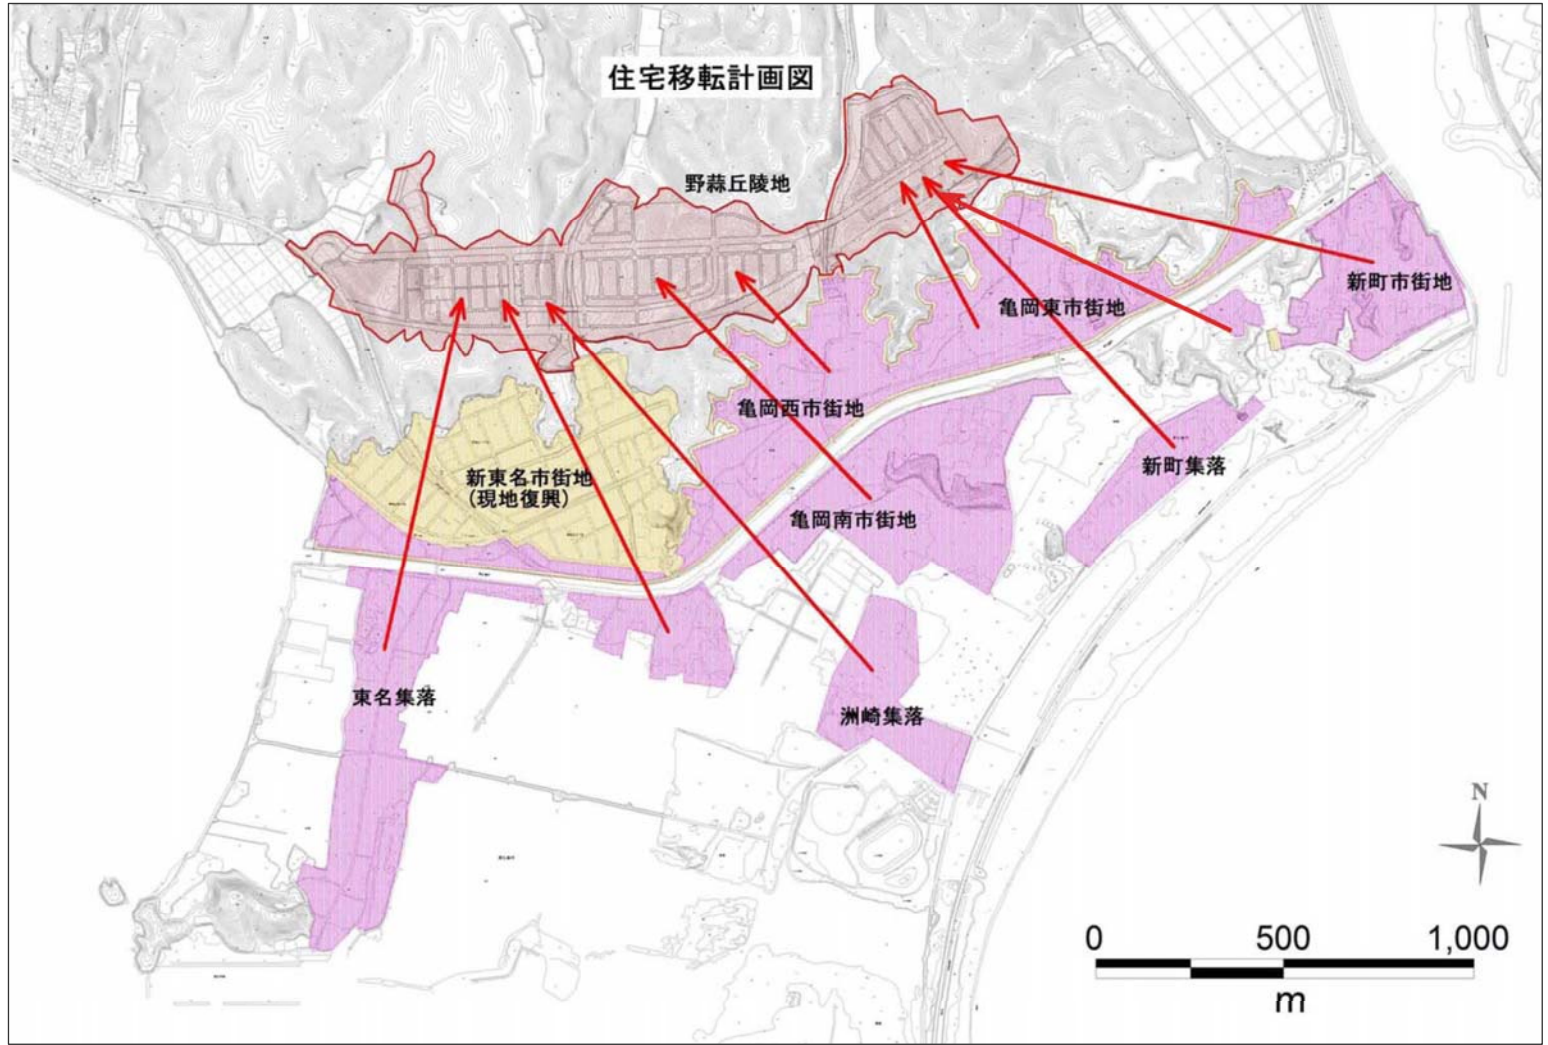 住宅移転計画図
野蒜丘陵地
新町市街地
亀岡東市街地
亀岡西市街地
新町集落
新東名市街地
(現地復興)
亀岡南市街地
東名集落
洲崎集落
N
0 500 1,000
m